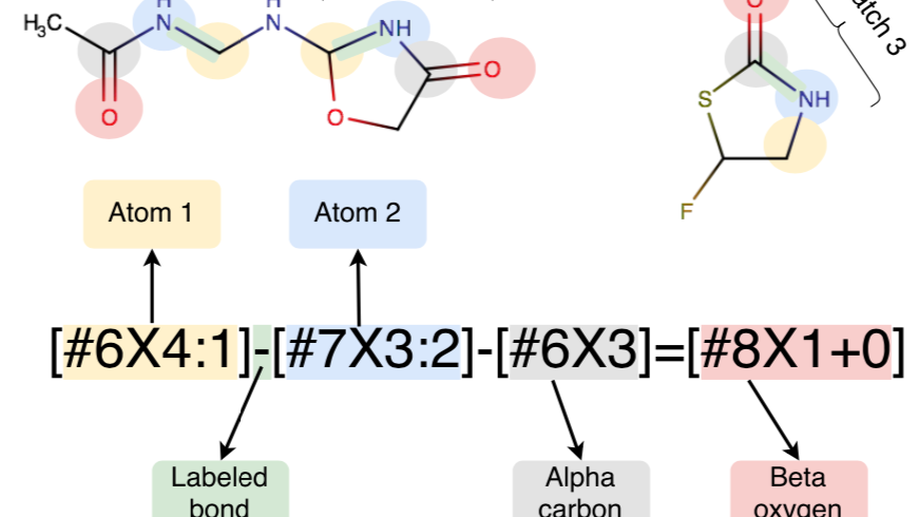 H₃C
H
N
H
N
NH
O
O
O
O
S
NH
F
atch 3
Atom 1
Atom 2
[#6X4:1]-[#7X3:2]-[#6X3]=[#8X1+0]
Labeled
bond
Alpha
carbon
Beta
oxygen